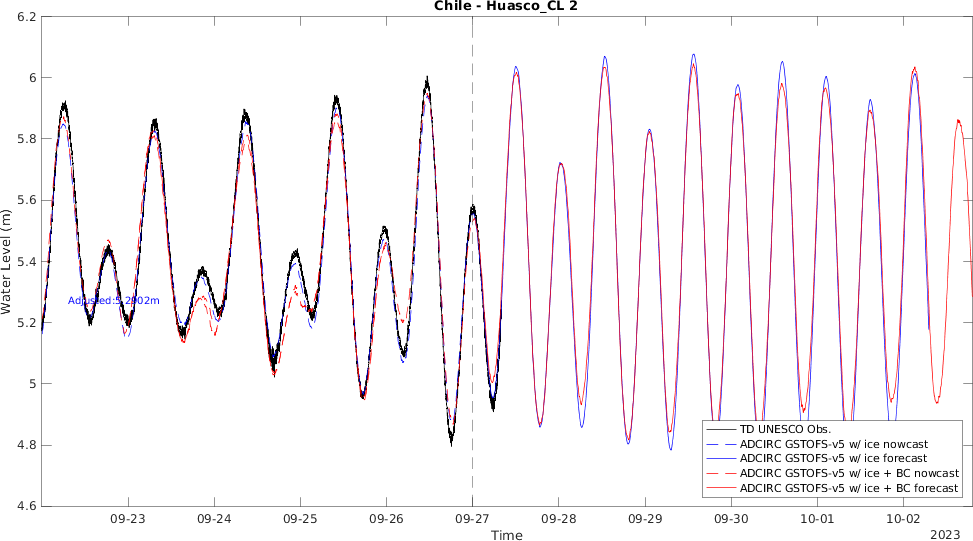 Chile - Huasco_CL 2
6.2
6
5.8
5.6
5.4
5.2
5
4.8
4.6
Water Level (m)
Adjusted:5.2902m
TD UNESCO Obs.
ADCIRC GSTOFS-v5 w/ ice nowcast
ADCIRC GSTOFS-v5 w/ ice forecast
ADCIRC GSTOFS-v5 w/ ice + BC nowcast
ADCIRC GSTOFS-v5 w/ ice + BC forecast
09-23 09-24 09-25 09-26 09-27 09-28 09-29 09-30 10-01 10-02
Time
2023